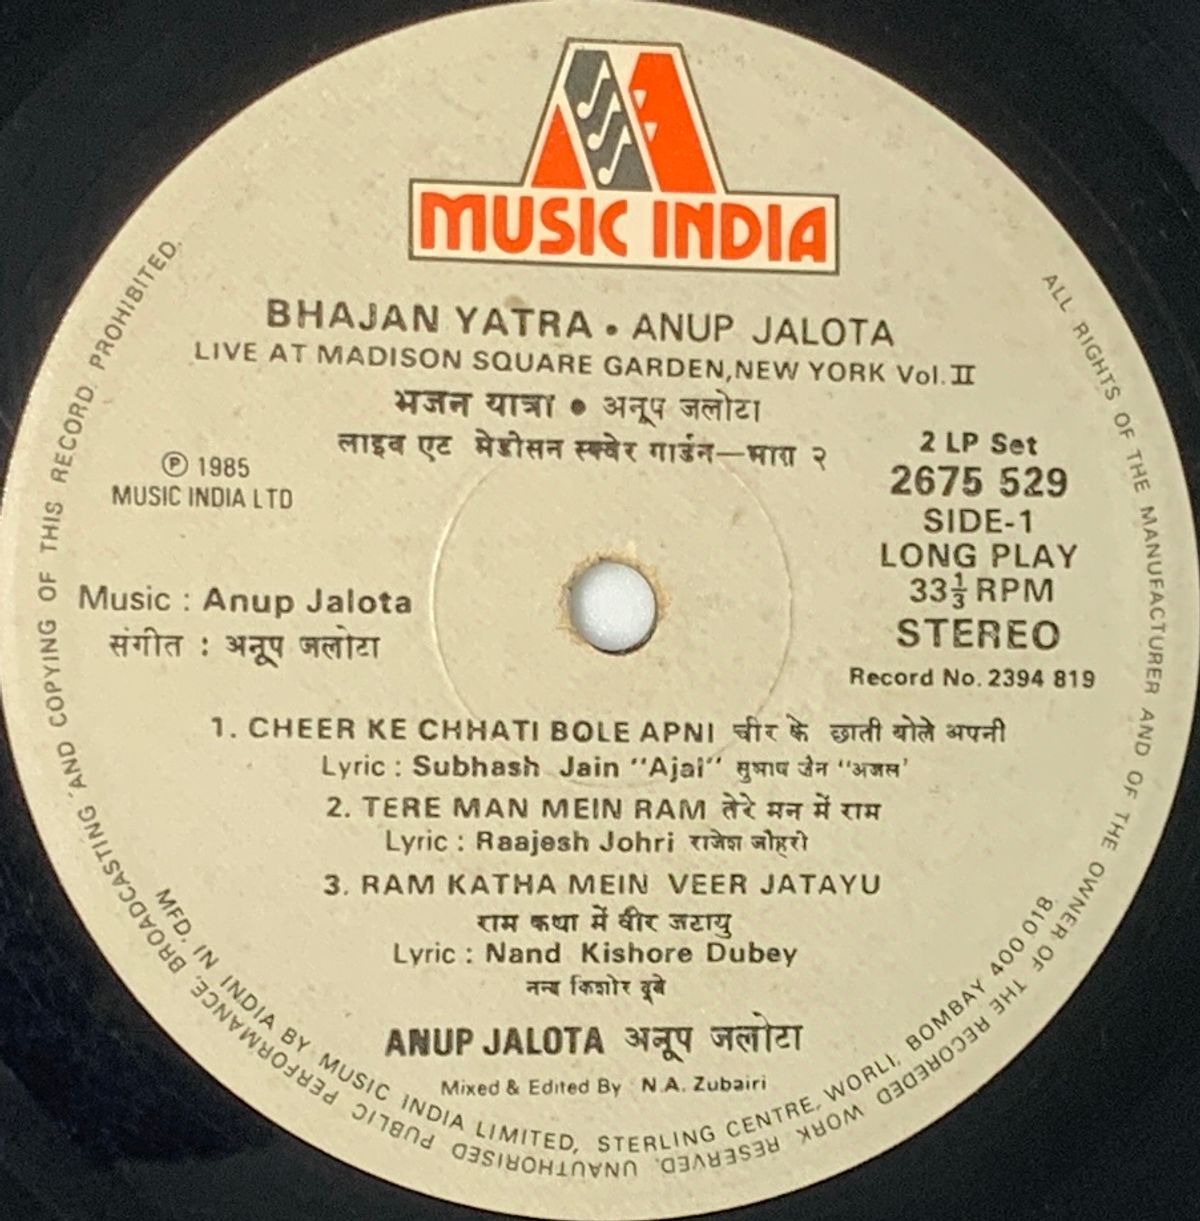 MUSIC INDIA
BHAJAN YATRA • ANUP JALOTA
LIVE AT MADISON SQUARE GARDEN, NEW YORK Vol. II
भजन यात्रा • अनूप जलोटा
लाइव एट मेडीसन स्क्वेर गार्डन—भाग २
℗ 1985
MUSIC INDIA LTD
2 LP Set
2675 529
SIDE-1
LONG PLAY
33⅓ RPM
STEREO
Record No. 2394 819
Music : Anup Jalota
संगीत : अनूप जलोटा
1. CHEER KE CHHATI BOLE APNI चीर के छाती बोले अपनी
Lyric : Subhash Jain "Ajal" सुभाष जैन "अजल'
2. TERE MAN MEIN RAM तेरे मन में राम
Lyric : Raajesh Johri राजेश जौहरी
3. RAM KATHA MEIN VEER JATAYU
राम कथा में वीर जटायु
Lyric : Nand Kishore Dubey
नन्द किशोर दूबे
ANUP JALOTA अनूप जलोटा
Mixed & Edited By : N.A. Zubairi
MFD. IN INDIA BY MUSIC INDIA LIMITED, STERLING CENTRE, WORLI, BOMBAY 400 018.
ALL RIGHTS OF THE MANUFACTURER AND OF THE OWNER OF THE RECOREDED WORK RESERVED. UNAUTHORISED PUBLIC PERFORMANCE, BROADCASTING AND COPYING OF THIS RECORD. PROHIBITED.